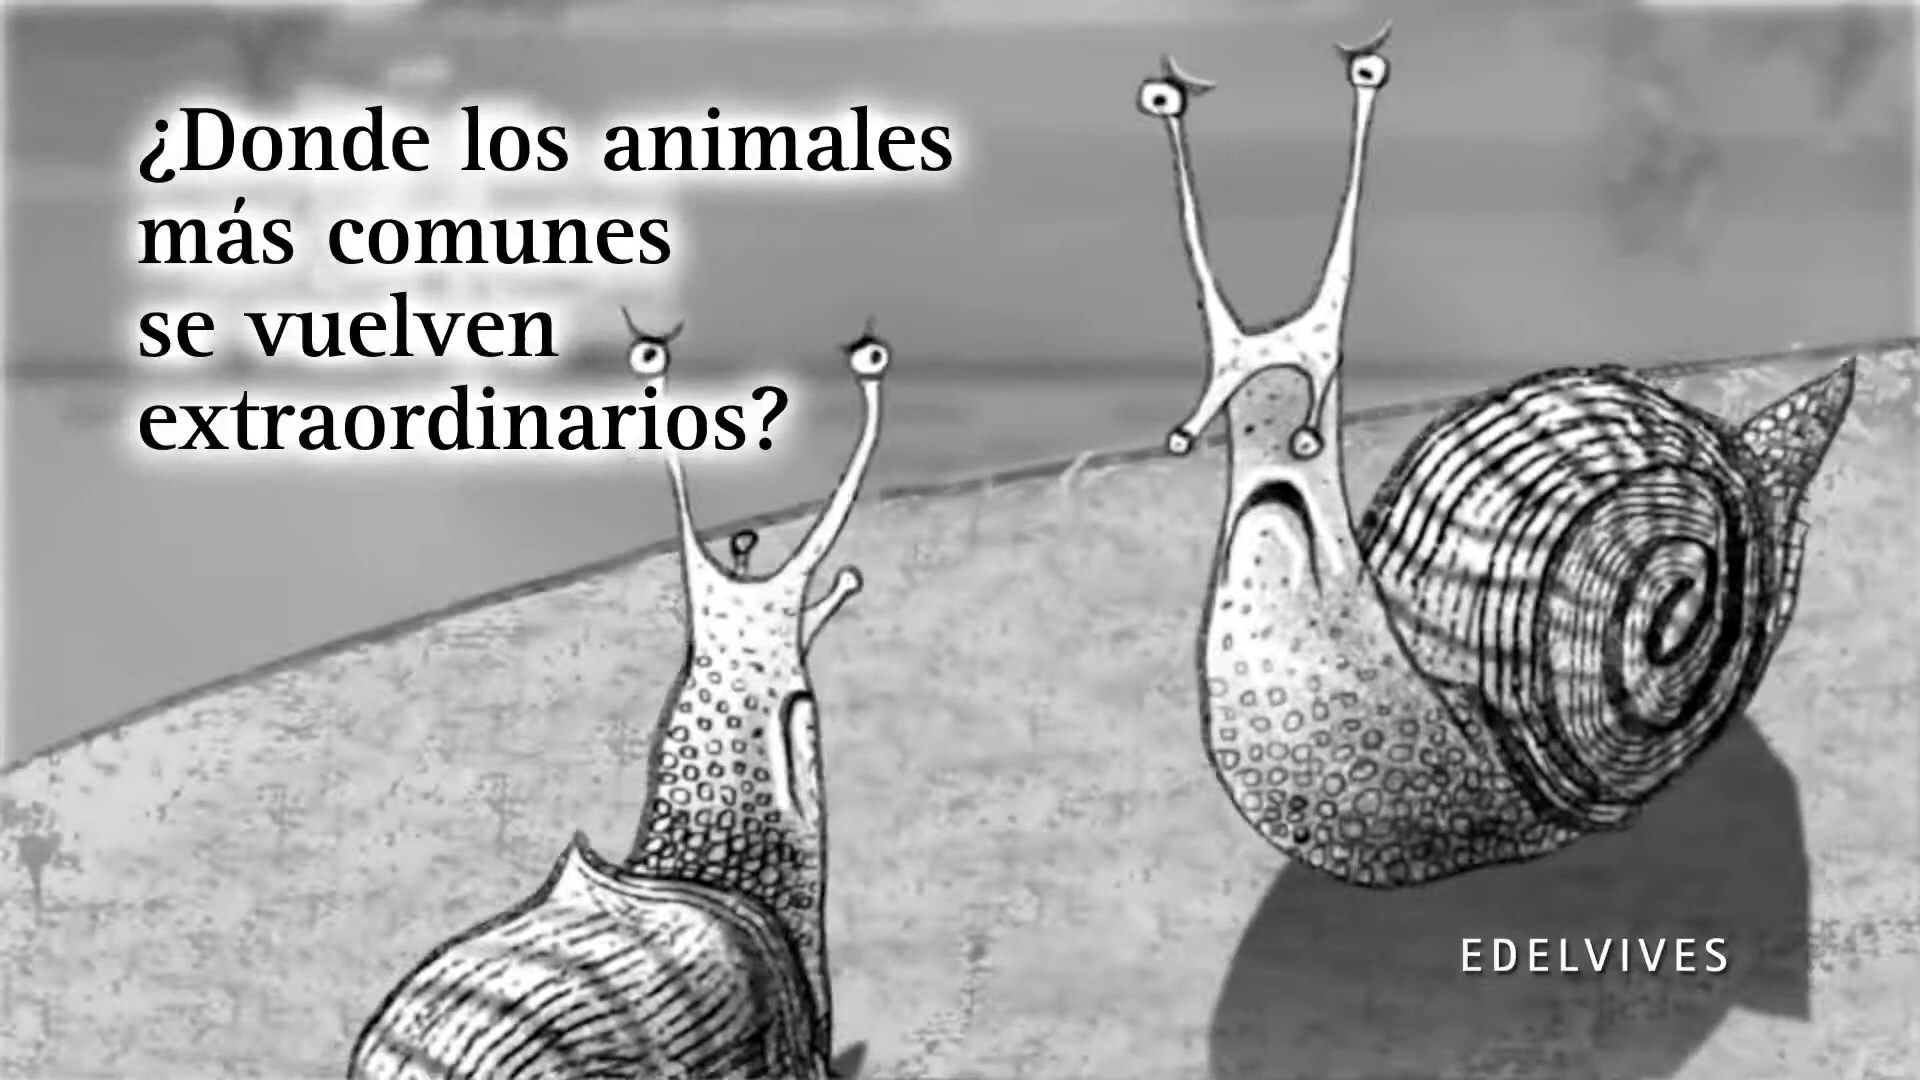 ¿Donde los animales
más comunes
se vuelven
extraordinarios?
EDELVIVES